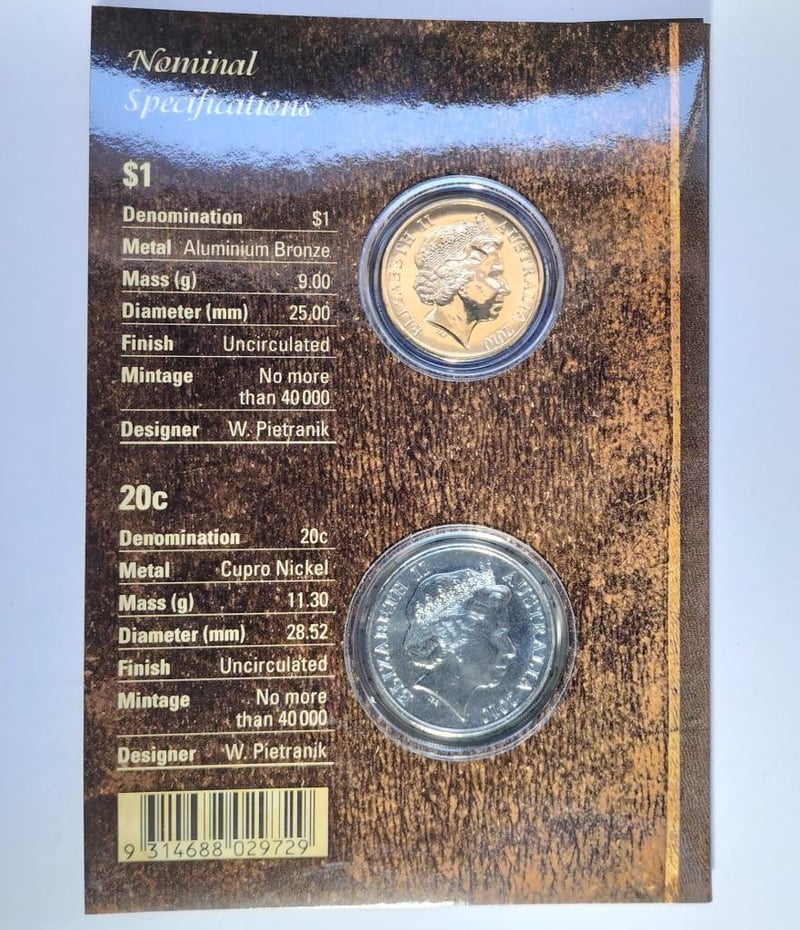 Nominal
Specifications
$1
Denomination $1
Metal Aluminium Bronze
Mass (g) 9.00
Diameter (mm) 25.00
Finish Uncirculated
Mintage No more
than 40 000
Designer W. Pietranik
ELIZABETH II AUSTRALIA 2010
20c
Denomination 20c
Metal Cupro Nickel
Mass (g) 11.30
Diameter (mm) 28.52
Finish Uncirculated
Mintage No more
than 40 000
Designer W. Pietranik
ELIZABETH II AUSTRALIA 2010
9 314688 029729